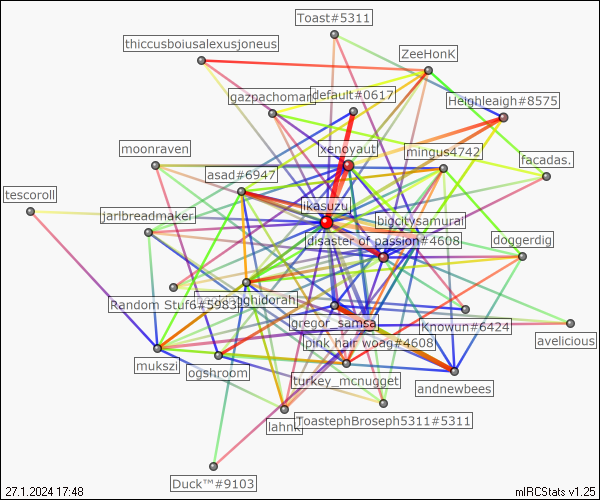 Toast#5311
thiccusboiusalexusjoneus
ZeeHonK
gazpachoman
default#0617
Heighleaigh#8575
xenoyaut
mingus4742
moonraven
facadas.
asad#6947
tescoroll
ikasuzu
jarlbreadmaker
bigcitysamurai
disaster of passion#4608
doggerdig
ghidorah
Random Stuf6#5983
gregor_samsa
Knowun#6424
pink hair woag#4608
avelicious
mukszi
ogshroom
turkey_mcnugget
andnewbees
lahnk
ToastephBroseph5311#5311
Duck™#9103
27.1.2024 17:48
mIRCStats v1.25